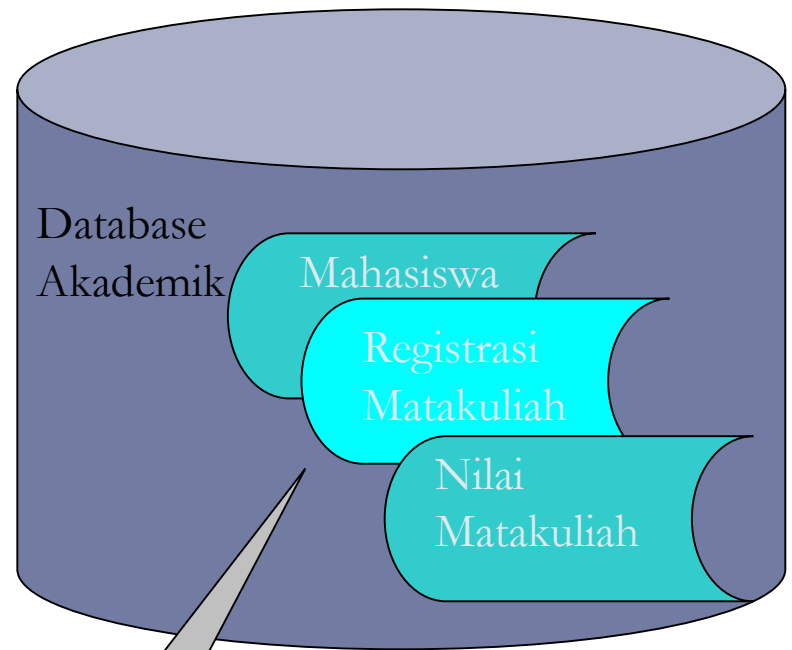 Database
Akademik
Mahasiswa
Registrasi
Matakuliah
Nilai
Matakuliah